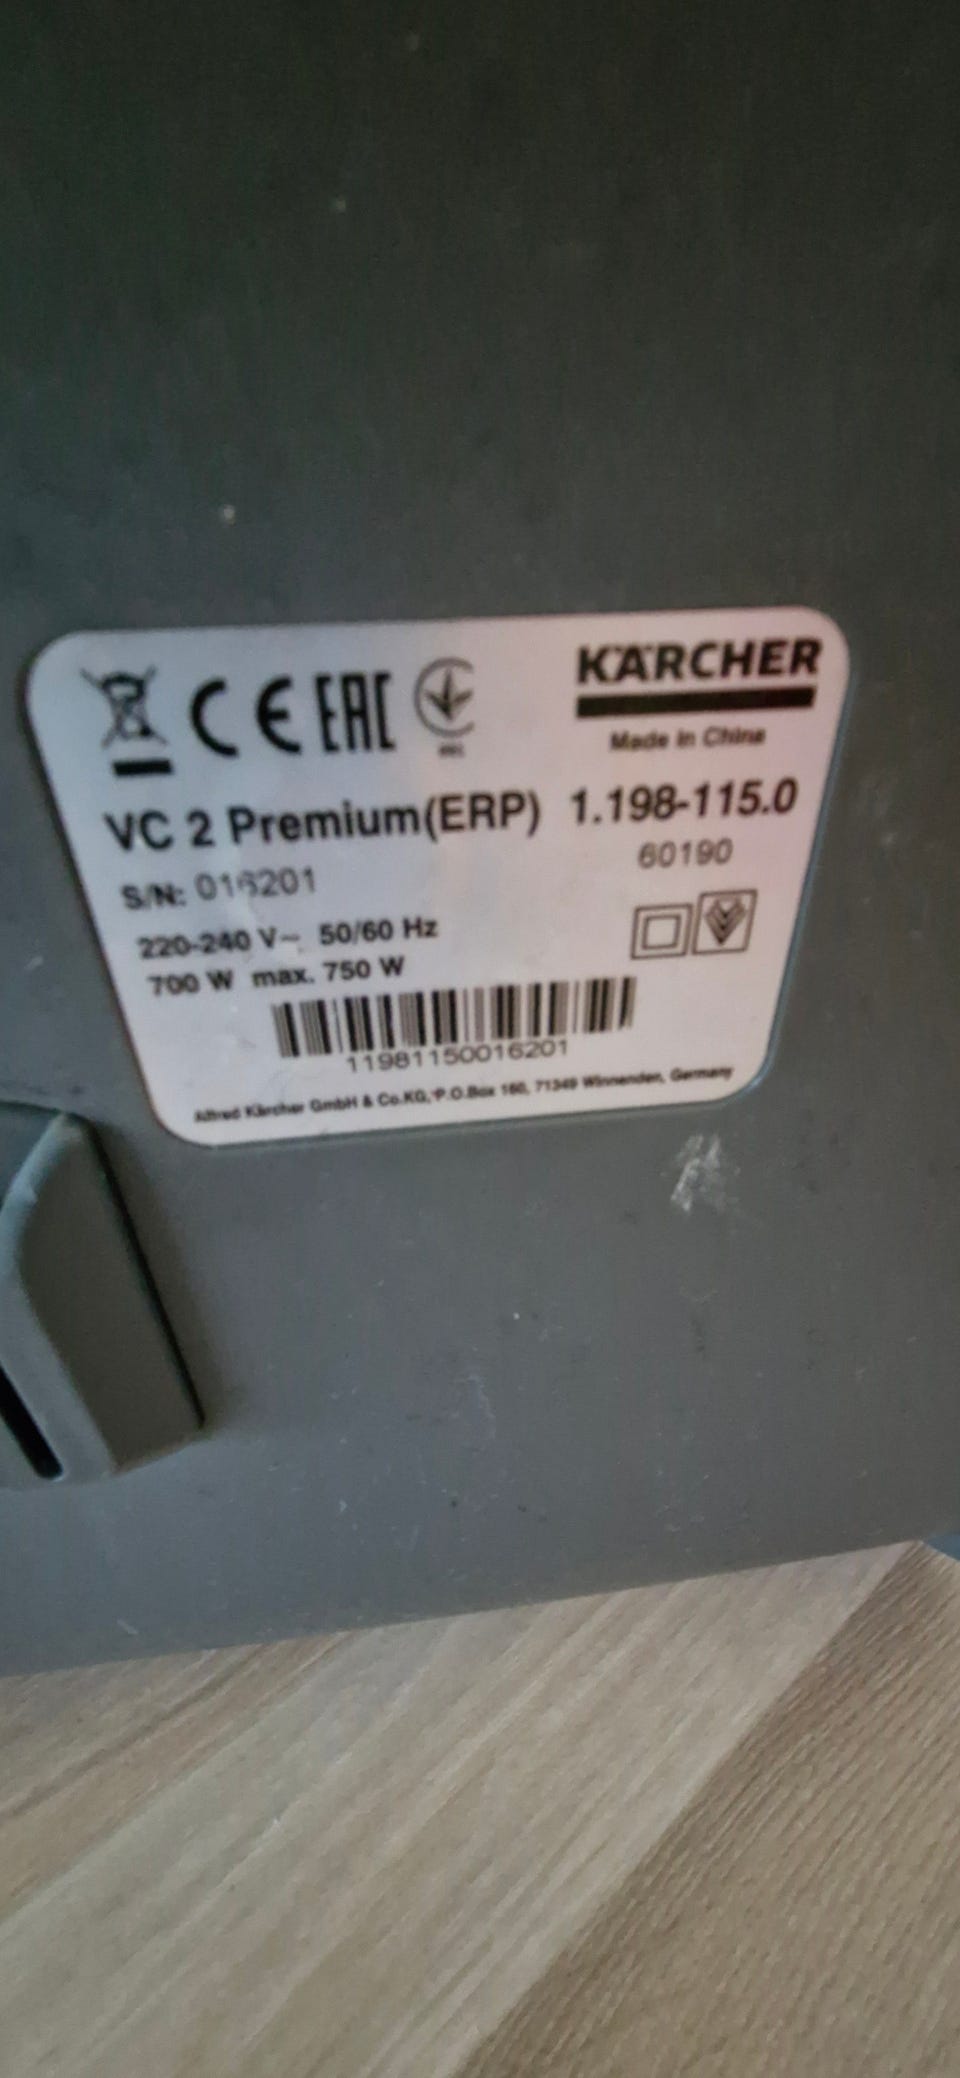 CE EAC
KÄRCHER
Made in China
VC 2 Premium(ERP) 1.198-115.0
S/N: 016201
60190
220-240 V~ 50/60 Hz
700 W max. 750 W
11981150016201
Alfred Kärcher GmbH & Co.KG, P.O.Box 160, 71349 Winnenden, Germany